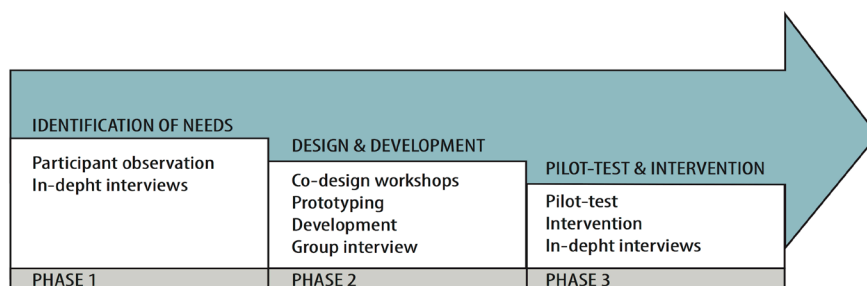 IDENTIFICATION OF NEEDS
Participant observation
In-depht interviews
PHASE 1
DESIGN & DEVELOPMENT
Co-design workshops
Prototyping
Development
Group interview
PHASE 2
PILOT-TEST & INTERVENTION
Pilot-test
Intervention
In-depht interviews
PHASE 3